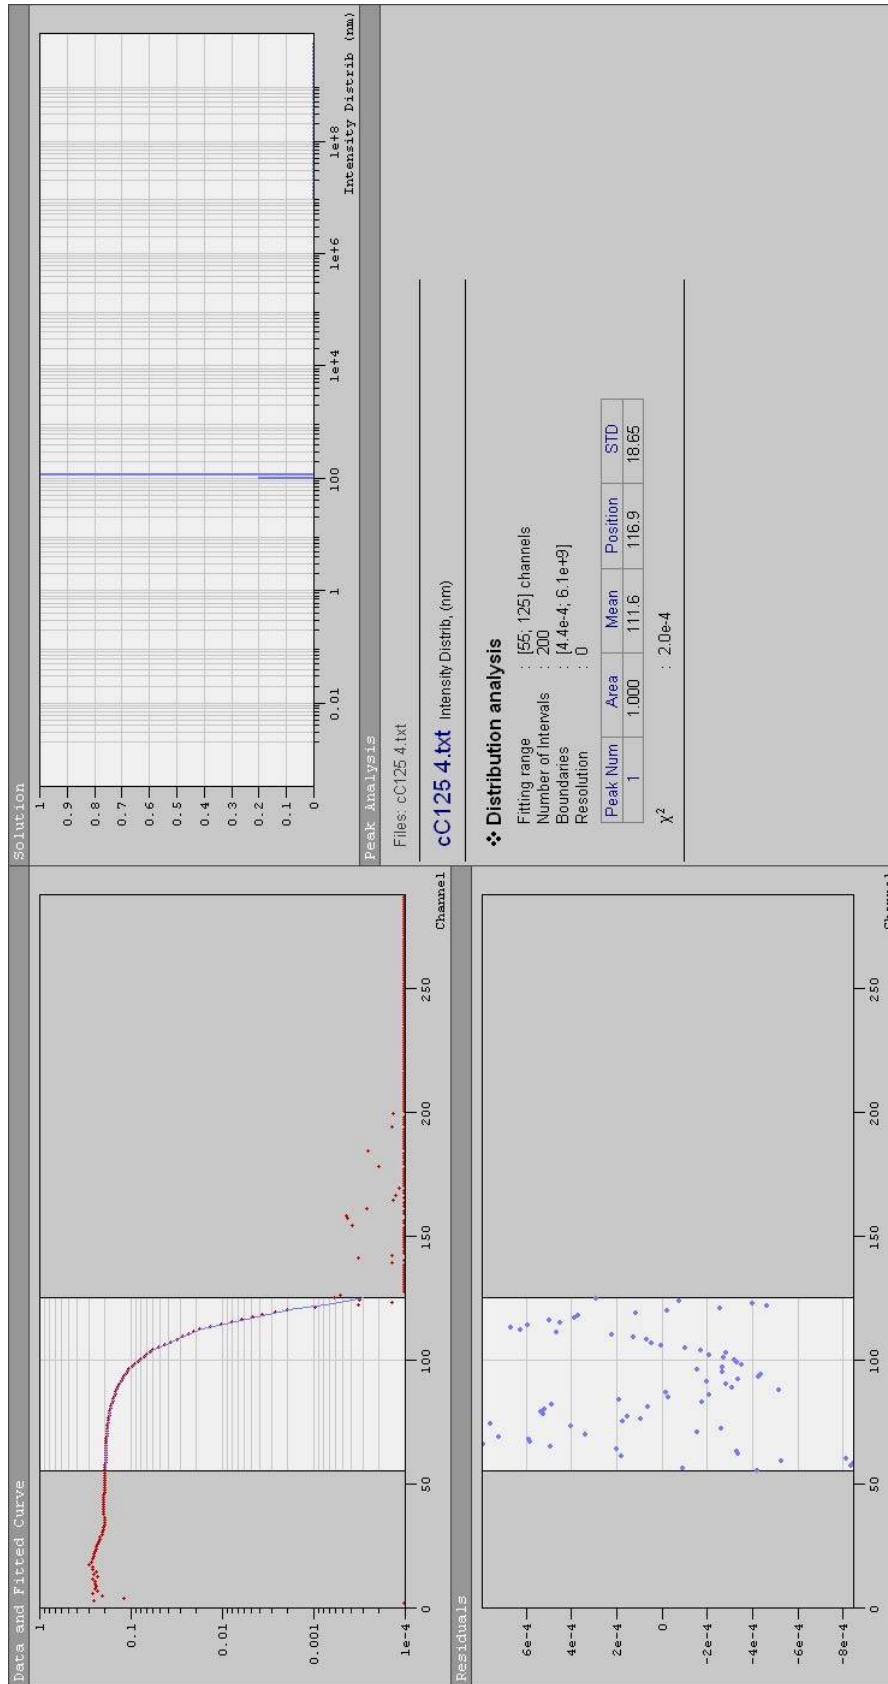 Data and Fitted Curve
1
0.1
0.01
0.001
1e-4
0
50
100
150
200
250
Channel
Residuals
6e-4
4e-4
2e-4
0
-2e-4
-4e-4
-6e-4
-8e-4
0
50
100
150
200
250
Channel
Solution
1
0.9
0.8
0.7
0.6
0.5
0.4
0.3
0.2
0.1
0
0.01
1
100
1e+4
1e+6
1e+8
Intensity Distrib (nm)
Peak Analysis
Filles: cC125 4.txt
cC125 4.txt Intensity Distrib, (nm)
❖ Distribution analysis
Fitting range : [55; 125] channels
Number of Intervals : 200
Boundaries : [4.4e-4; 6.1e+9]
Resolution : 0
Peak Num Area Mean Position STD
1 1.000 111.6 116.9 18.65
χ² : 2.0e-4